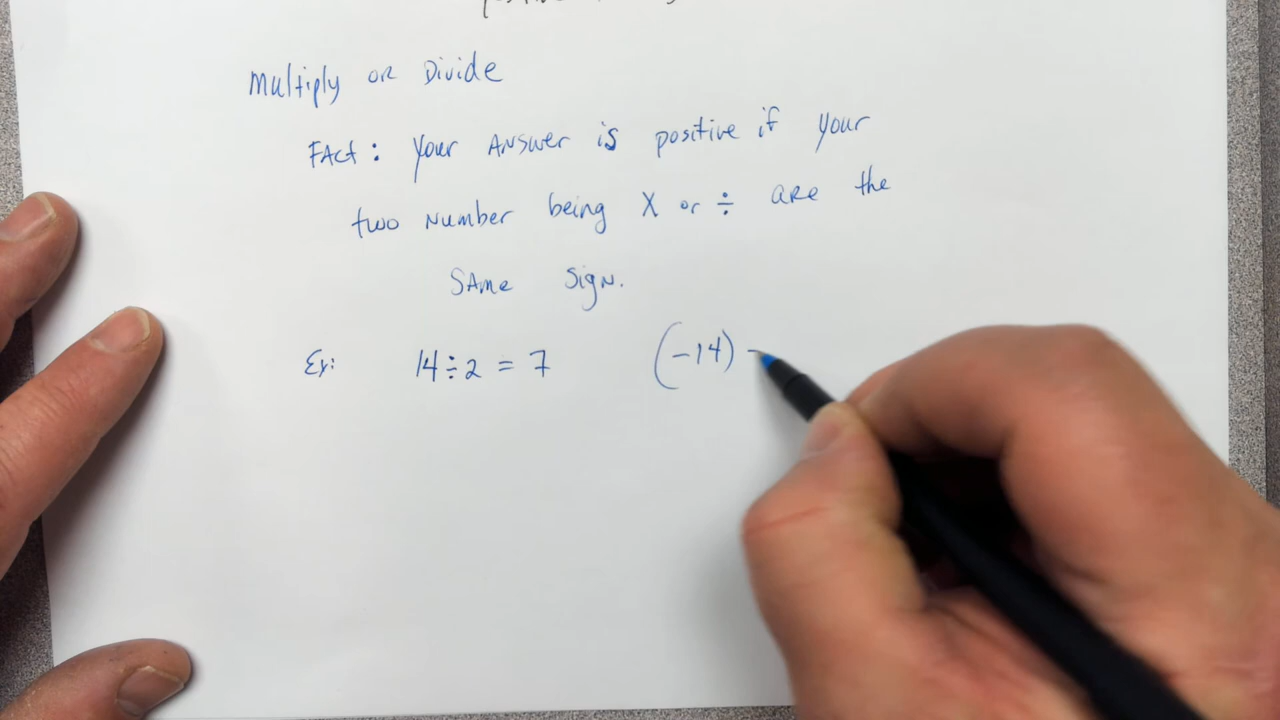 Multiply or Divide
Fact: Your Answer is positive if your
two Number being X or ÷ are the
Same Sign.
Ex: 14÷2 = 7 (-14) -